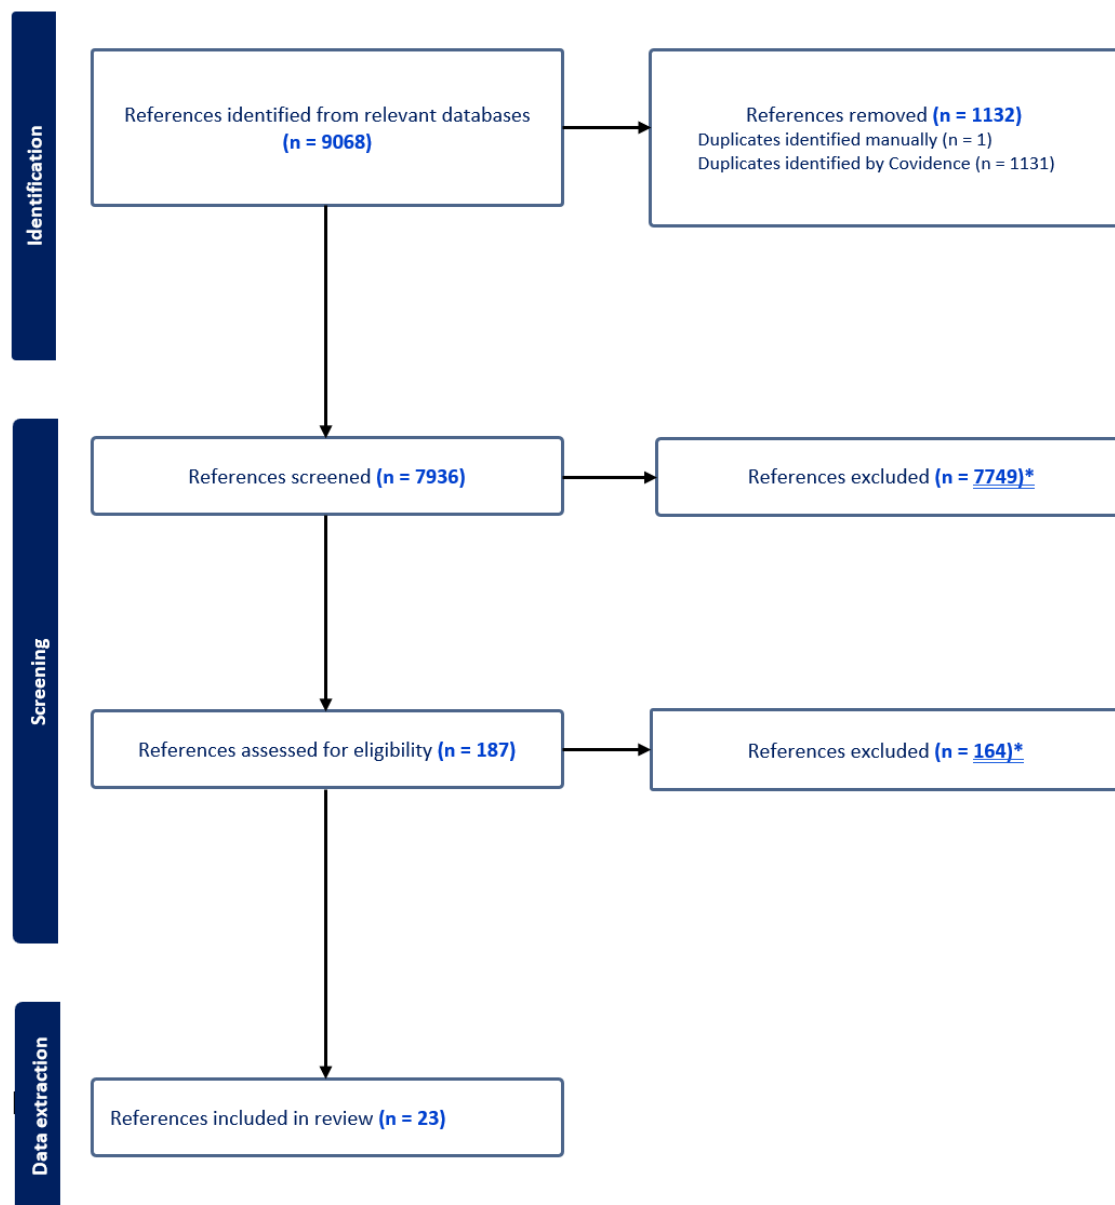 Identification
References identified from relevant databases
(n = 9068)
References removed (n = 1132)
Duplicates identified manually (n = 1)
Duplicates identified by Covidence (n = 1131)
Screening
References screened (n = 7936)
References excluded (n = 7749)*
References assessed for eligibility (n = 187)
References excluded (n = 164)*
Data extraction
References included in review (n = 23)